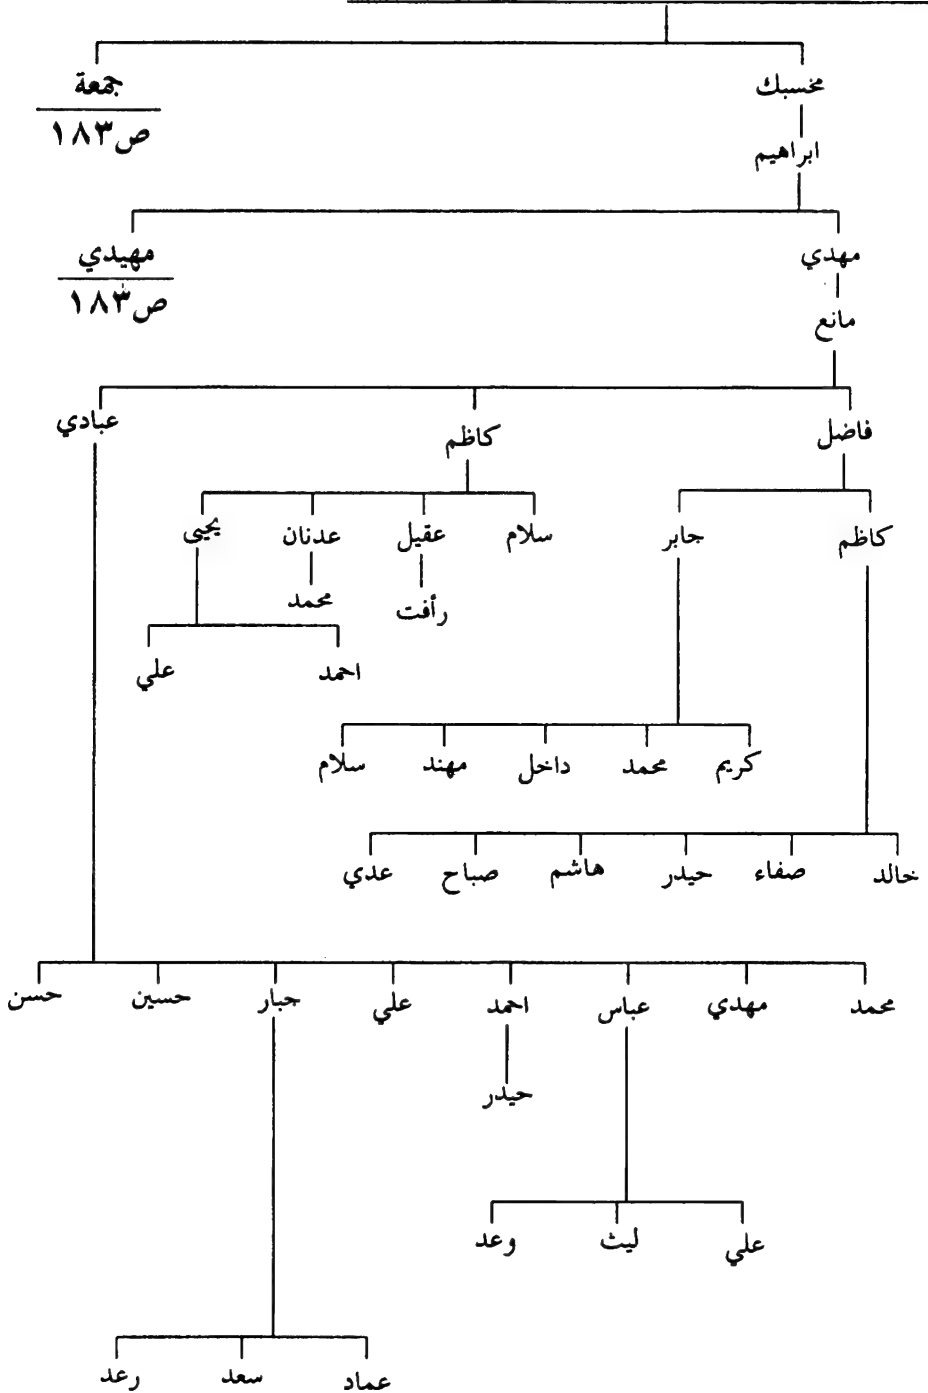 مخسبك جمعة
ص١٨٣
ابراهيم
مهدي مهيدي
ص١٨٣
مانع
فاضل كاظم عبادي
كاظم جابر سلام عقيل عدنان يحيى
رأفت محمد
احمد علي
كريم محمد داخل مهند سلام
خالد صفاء حيدر هاشم صباح عدي
محمد مهدي عباس احمد علي جبار حسين حسن
حيدر
علي ليث وعد
عماد سعد رعد